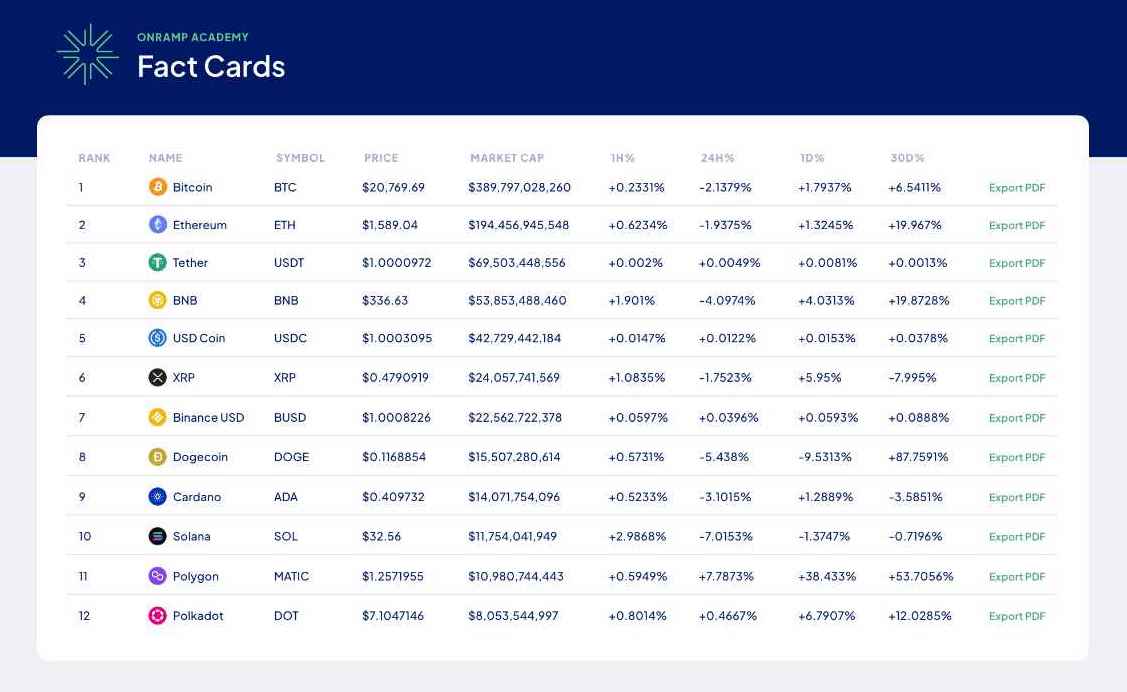 ONRAMP ACADEMY
Fact Cards
RANK NAME SYMBOL PRICE MARKET CAP 1H% 24H% 1D% 30D%
1 Bitcoin BTC $20,769.69 $389,797,028,260 +0.2331% -2.1379% +1.7937% +6.5411% Export PDF
2 Ethereum ETH $1,589.04 $194,456,945,548 +0.6234% -1.9375% +1.3245% +19.967% Export PDF
3 Tether USDT $1.0000972 $69,503,448,556 +0.002% +0.0049% +0.0081% +0.0013% Export PDF
4 BNB BNB $336.63 $53,853,488,460 +1.901% -4.0974% +4.0313% +19.8728% Export PDF
5 USD Coin USDC $1.0003095 $42,729,442,184 +0.0147% +0.0122% +0.0153% +0.0378% Export PDF
6 XRP XRP $0.4790919 $24,057,741,569 +1.0835% -1.7523% +5.95% -7.995% Export PDF
7 Binance USD BUSD $1.0008226 $22,562,722,378 +0.0597% +0.0396% +0.0593% +0.0888% Export PDF
8 Dogecoin DOGE $0.1168854 $15,507,280,614 +0.5731% -5.438% -9.5313% +87.7591% Export PDF
9 Cardano ADA $0.409732 $14,071,754,096 +0.5233% -3.1015% +1.2889% -3.5851% Export PDF
10 Solana SOL $32.56 $11,754,041,949 +2.9868% -7.0153% -1.3747% -0.7196% Export PDF
11 Polygon MATIC $1.2571955 $10,980,744,443 +0.5949% +7.7873% +38.433% +53.7056% Export PDF
12 Polkadot DOT $7.1047146 $8,053,544,997 +0.8014% +0.4667% +6.7907% +12.0285% Export PDF